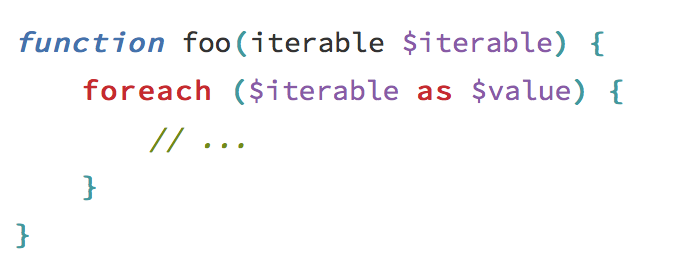 function foo(iterable $iterable) {
    foreach ($iterable as $value) {
        // ...
    }
}